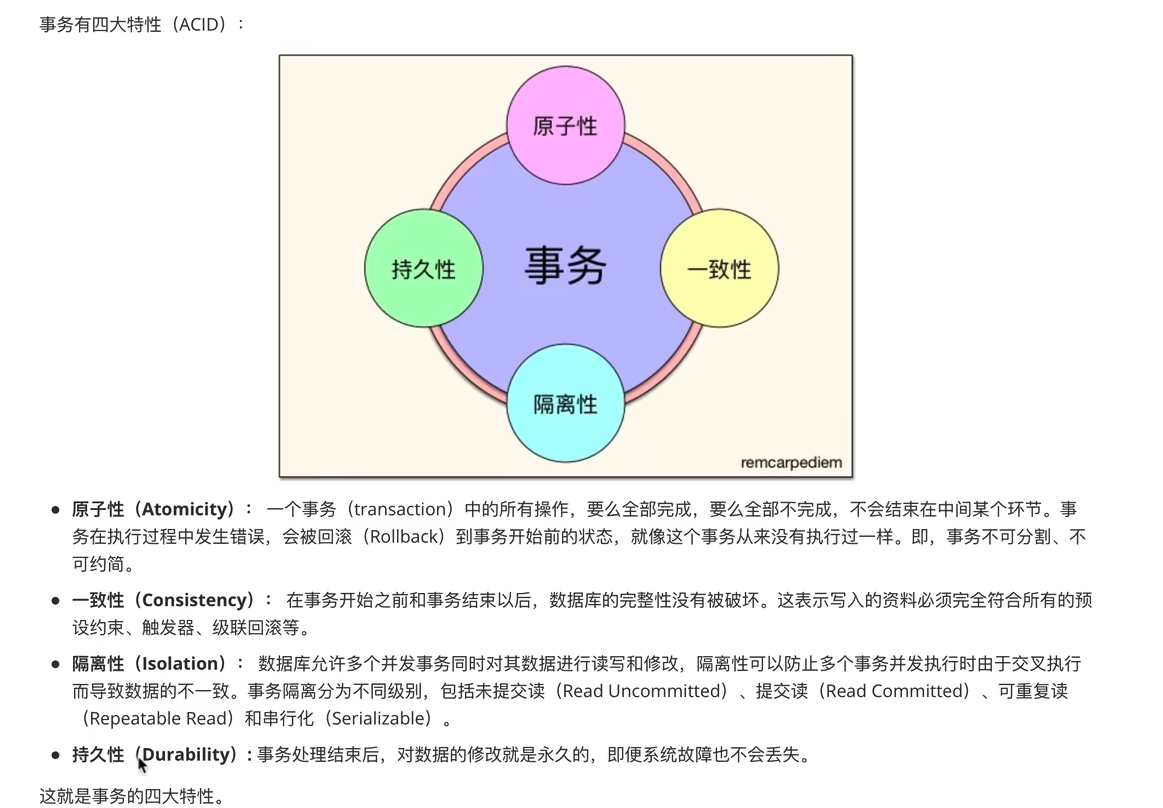 事务有四大特性（ACID）：
原子性
持久性
事务
一致性
隔离性
remcarpediem
原子性（Atomicity）： 一个事务（transaction）中的所有操作，要么全部完成，要么全部不完成，不会结束在中间某个环节。事
务在执行过程中发生错误，会被回滚（Rollback）到事务开始前的状态，就像这个事务从来没有执行过一样。即，事务不可分割、不
可约简。
一致性（Consistency）： 在事务开始之前和事务结束以后，数据库的完整性没有被破坏。这表示写入的资料必须完全符合所有的预
设约束、触发器、级联回滚等。
隔离性（Isolation）： 数据库允许多个并发事务同时对其数据进行读写和修改，隔离性可以防止多个事务并发执行时由于交叉执行
而导致数据的不一致。事务隔离分为不同级别，包括未提交读（Read Uncommitted）、提交读（Read Committed）、可重复读
（Repeatable Read）和串行化（Serializable）。
持久性（Durability）：事务处理结束后，对数据的修改就是永久的，即便系统故障也不会丢失。
这就是事务的四大特性。